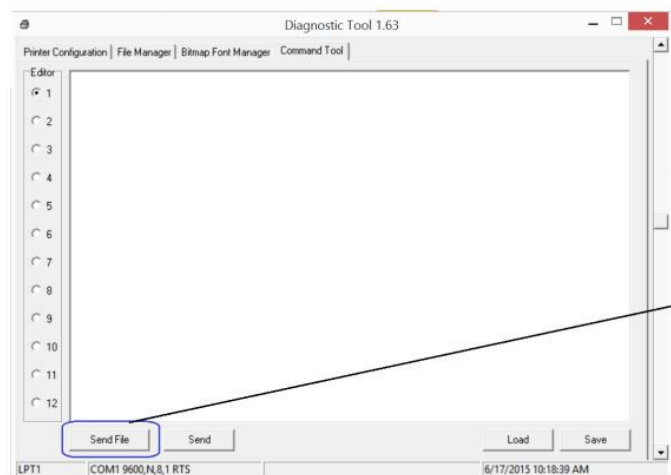 Diagnostic Tool 1.63
Printer Configuration File Manager Bitmap Font Manager Command Tool
Editor
1
2
3
4
5
6
7
8
9
10
11
12
Send File Send Load Save
LPT1 COM1 9600,N,8,1 RTS 6/17/2015 10:18:39 AM